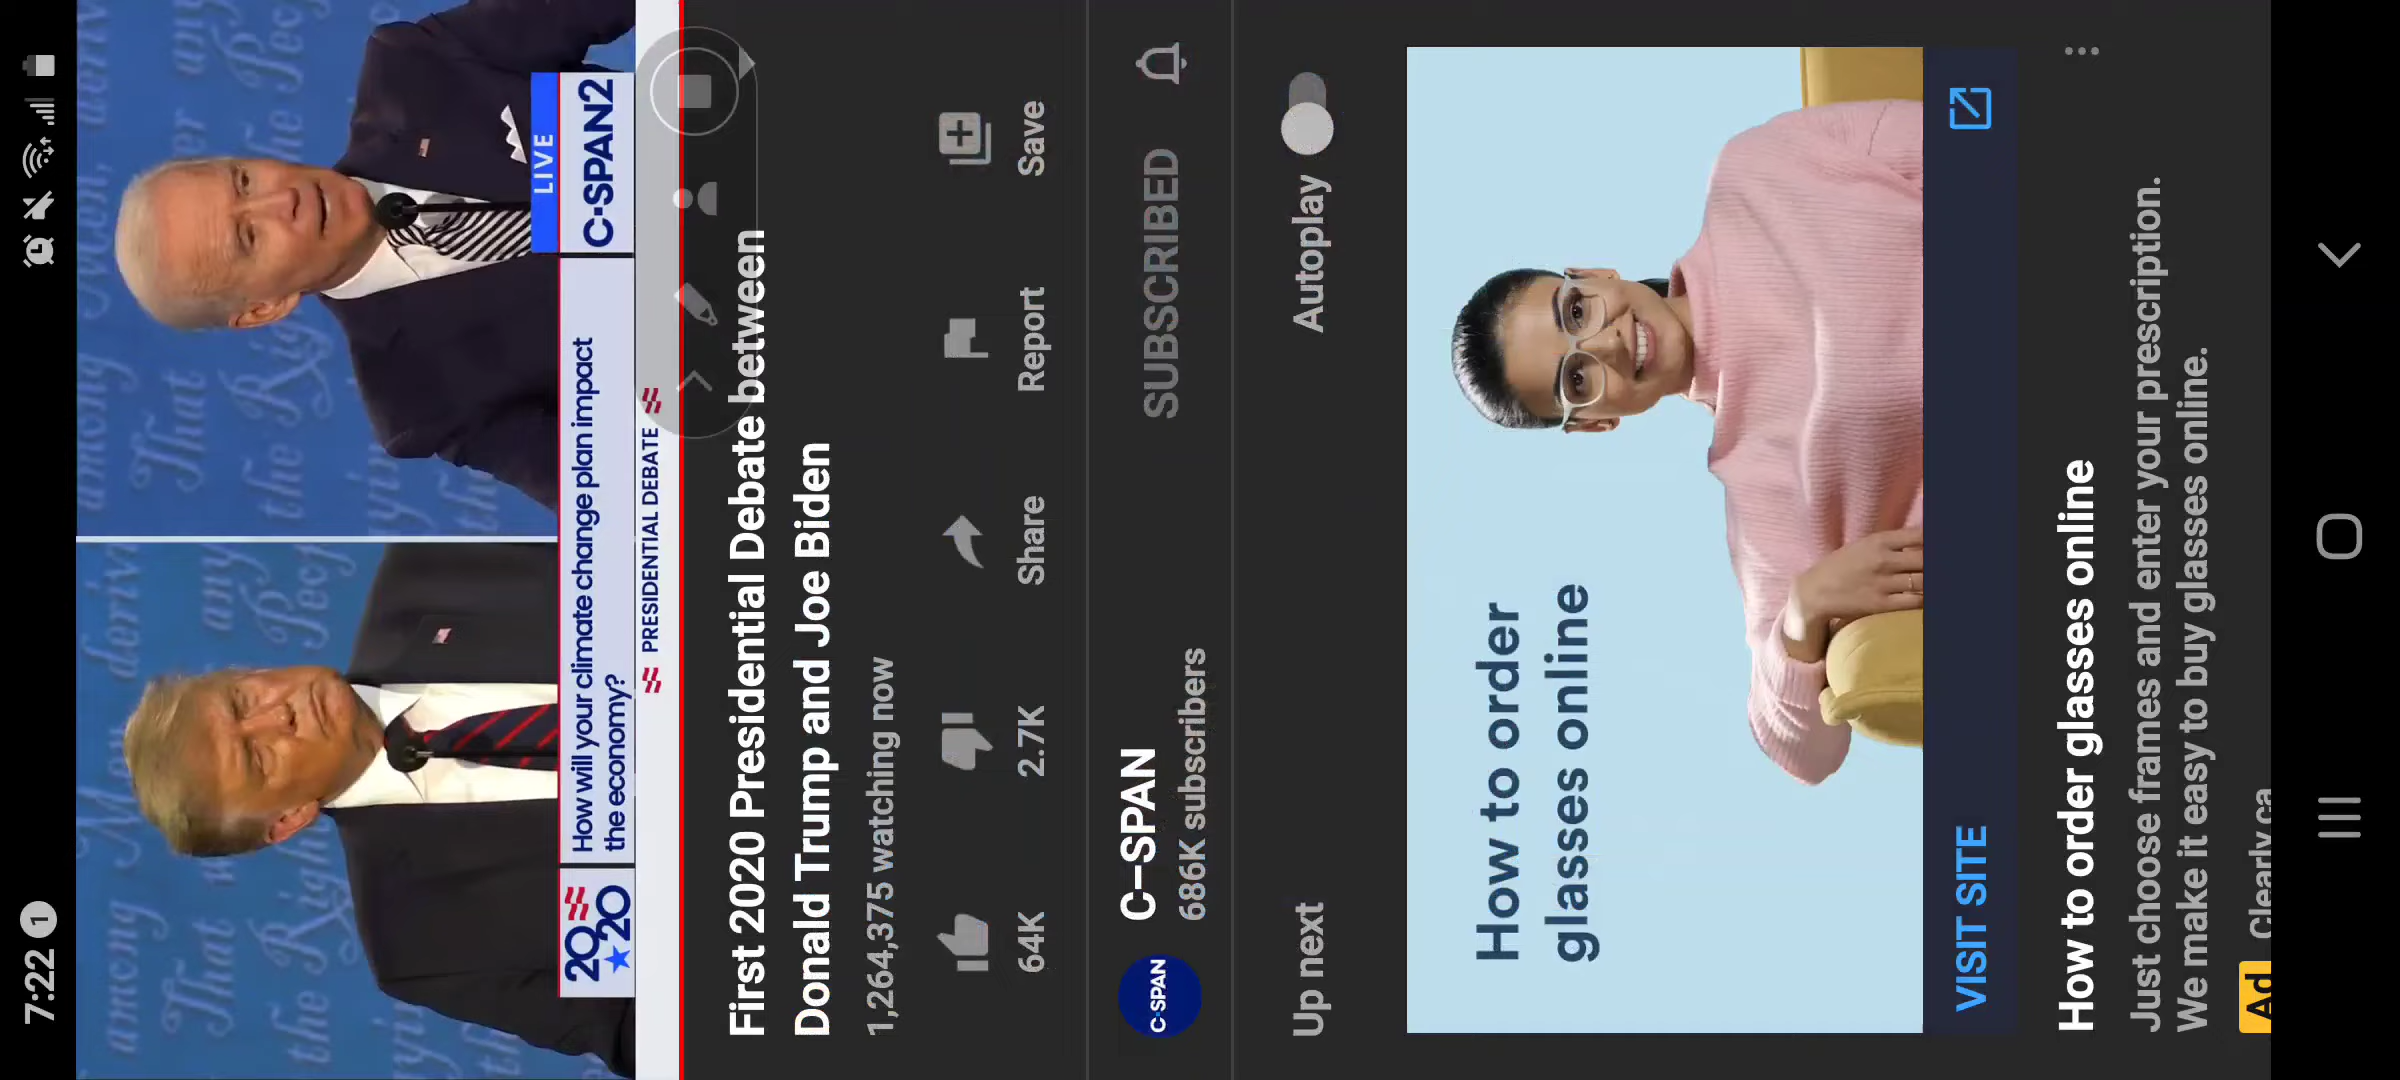 7:22
1
LIVE
C-SPAN2
2020
How will your climate change plan impact
the economy?
PRESIDENTIAL DEBATE
First 2020 Presidential Debate between
Donald Trump and Joe Biden
1,264,375 watching now
64K
2.7K
Share
Report
Save
C-SPAN
C-SPAN
686K subscribers
SUBSCRIBED
Up next
Autoplay
How to order
glasses online
VISIT SITE
How to order glasses online
Just choose frames and enter your prescription.
We make it easy to buy glasses online.
Ad
Clearly.ca